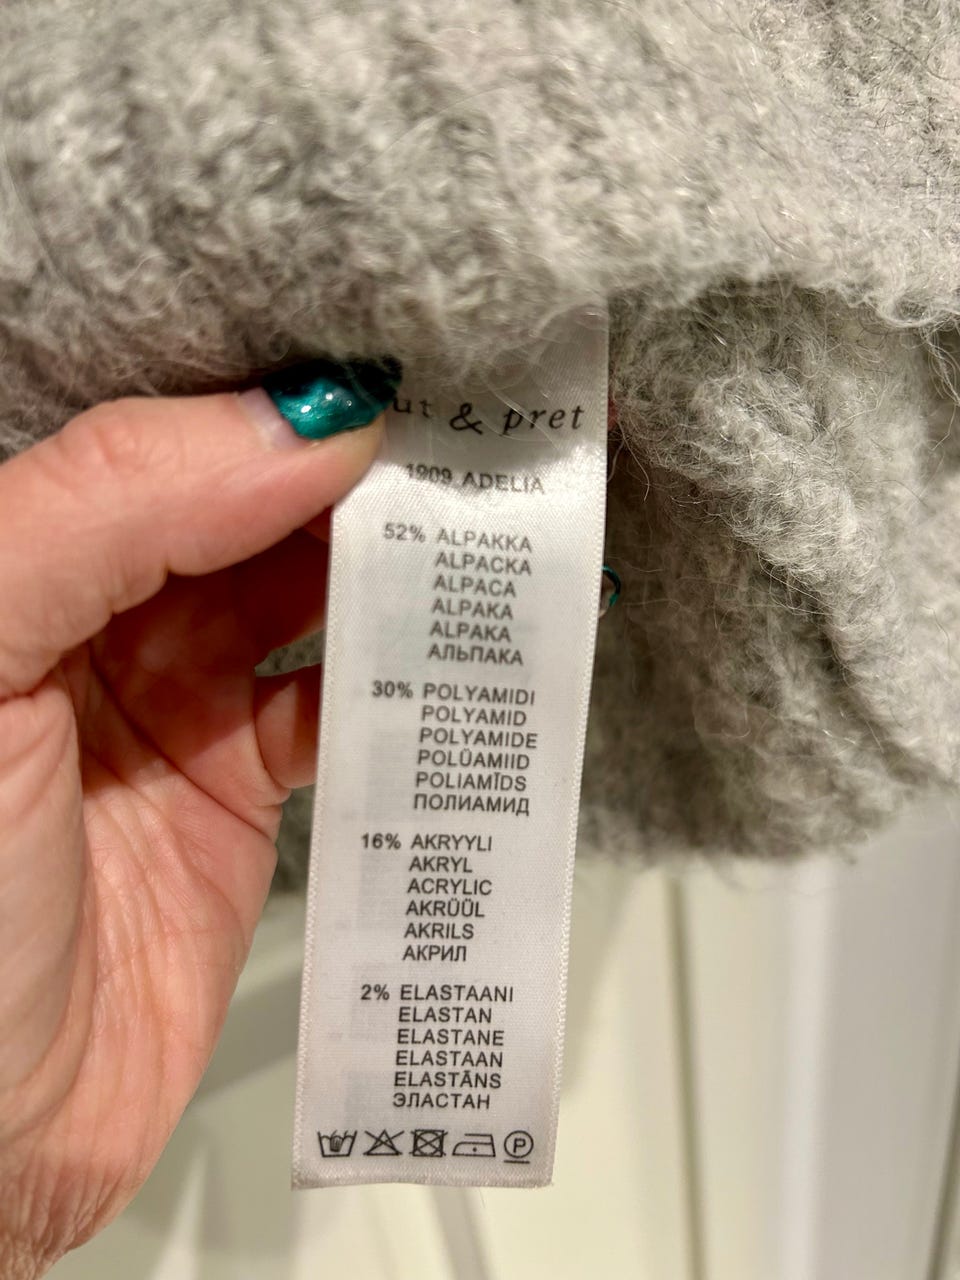 & pret
1909 ADELIA
52% ALPAKKA
ALPACKA
ALPACA
ALPAKA
ALPAKA
АЛЬПАКА
30% POLYAMIDI
POLYAMID
POLYAMIDE
POLÜAMIID
POLIAMĪDS
ПОЛИАМИД
16% AKRYYLI
AKRYL
ACRYLIC
AKRÜÜL
AKRILS
АКРИЛ
2% ELASTAANI
ELASTAN
ELASTANE
ELASTAAN
ELASTĀNS
ЭЛАСТАН
P